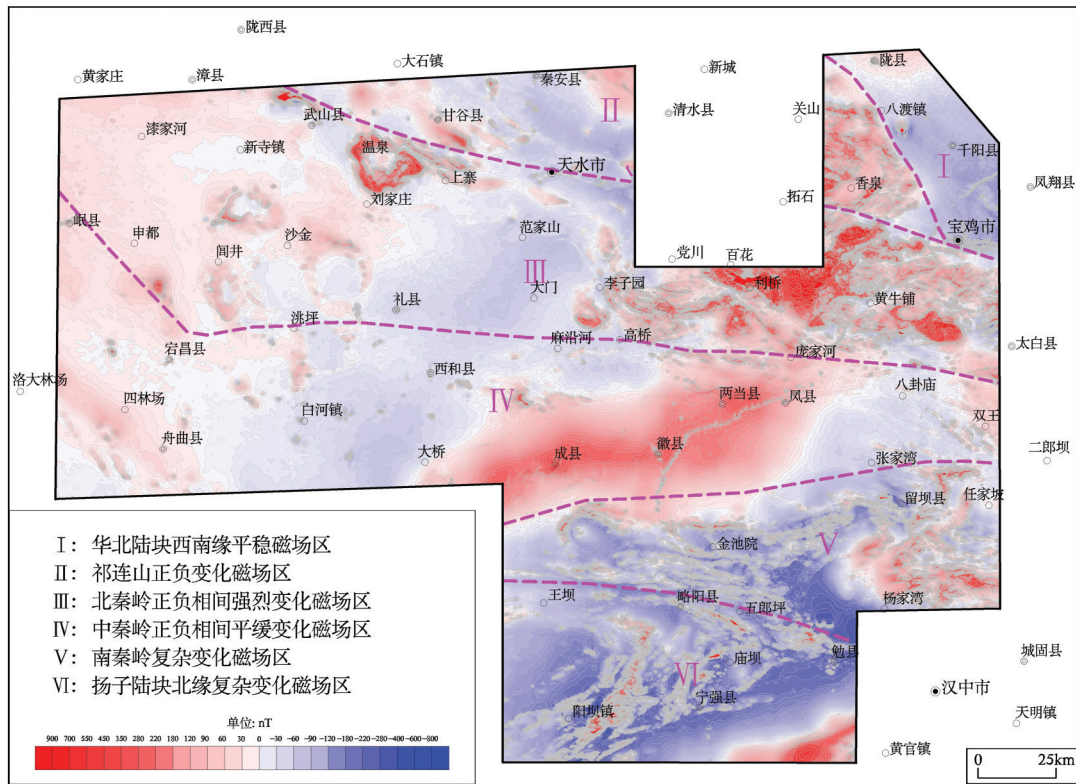 陇西县
大石镇
黄家庄
漳县
秦安县
新城
陇县
漆家河
新寺镇
武山县
甘谷县
Ⅱ
清水县
关山
八渡镇
千阳县
温泉
上寨
天水市
Ⅰ
香泉
凤翔县
岷县
申都
刘家庄
拓石
沙金
范家山
宝鸡市
闾井
Ⅲ
党川
百花
大门
李子园
利桥
黄牛铺
礼县
洮坪
麻沿河
高桥
庞家河
太白县
宕昌县
西和县
八卦庙
洛大林场
四林场
白河镇
Ⅳ
两当县
凤县
双王
舟曲县
大桥
成县
徽县
张家湾
二郎坝
留坝县
任家坡
金池院
Ⅴ
王坝
略阳县
五郎坪
杨家湾
庙坝
勉县
城固县
Ⅵ
宁强县
汉中市
阳坝镇
天明镇
黄官镇
Ⅰ: 华北陆块西南缘平稳磁场区
Ⅱ: 祁连山正负变化磁场区
Ⅲ: 北秦岭正负相间强烈变化磁场区
Ⅳ: 中秦岭正负相间平缓变化磁场区
Ⅴ: 南秦岭复杂变化磁场区
Ⅵ: 扬子陆块北缘复杂变化磁场区
单位: nT
900 700 550 450 380 320 270 220 160 120 90 60 30 0 -30 -60 -90 -120 -180 -220 -280 -340 -400 -600 -800
0 25km